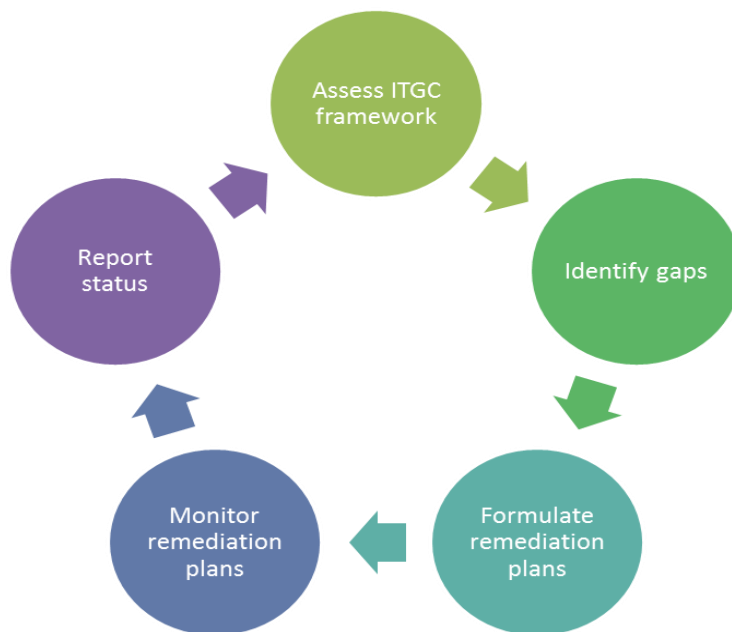 Assess ITGC
framework
Identify gaps
Formulate
remediation
plans
Monitor
remediation
plans
Report
status